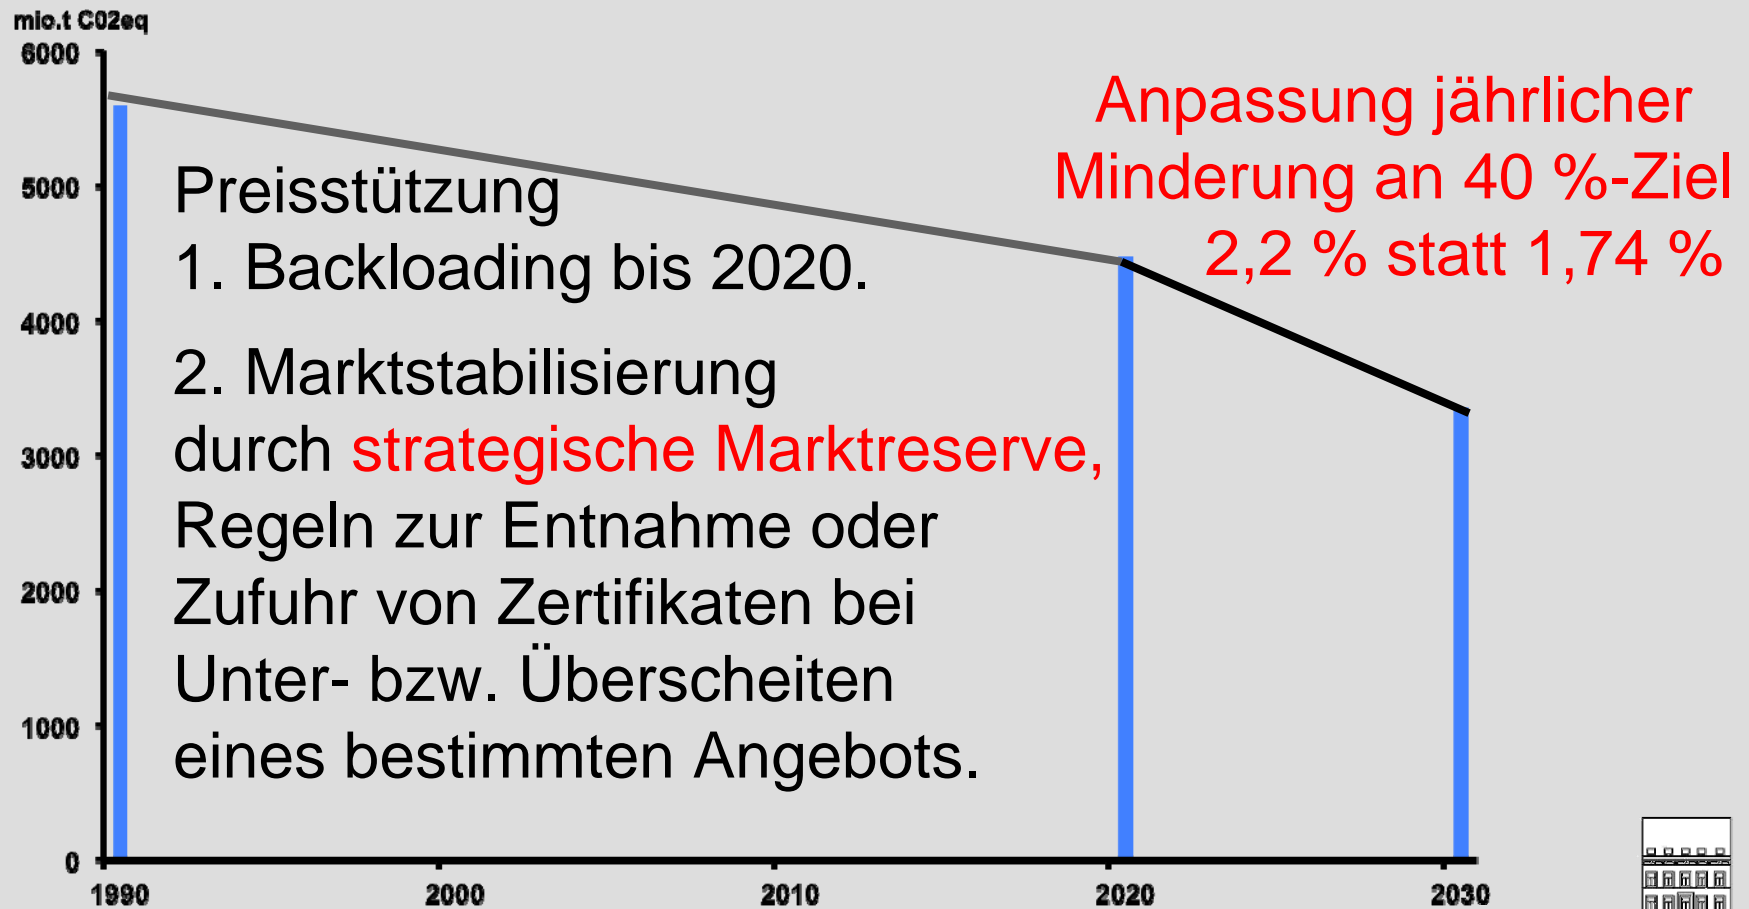 mio.t C02eq
6000
5000
4000
3000
2000
1000
0
1990
2000
2010
2020
2030
Preisstützung
1. Backloading bis 2020.
2. Marktstabilisierung
durch strategische Marktreserve,
Regeln zur Entnahme oder
Zufuhr von Zertifikaten bei
Unter- bzw. Überscheiten
eines bestimmten Angebots.
Anpassung jährlicher
Minderung an 40 %-Ziel
2,2 % statt 1,74 %